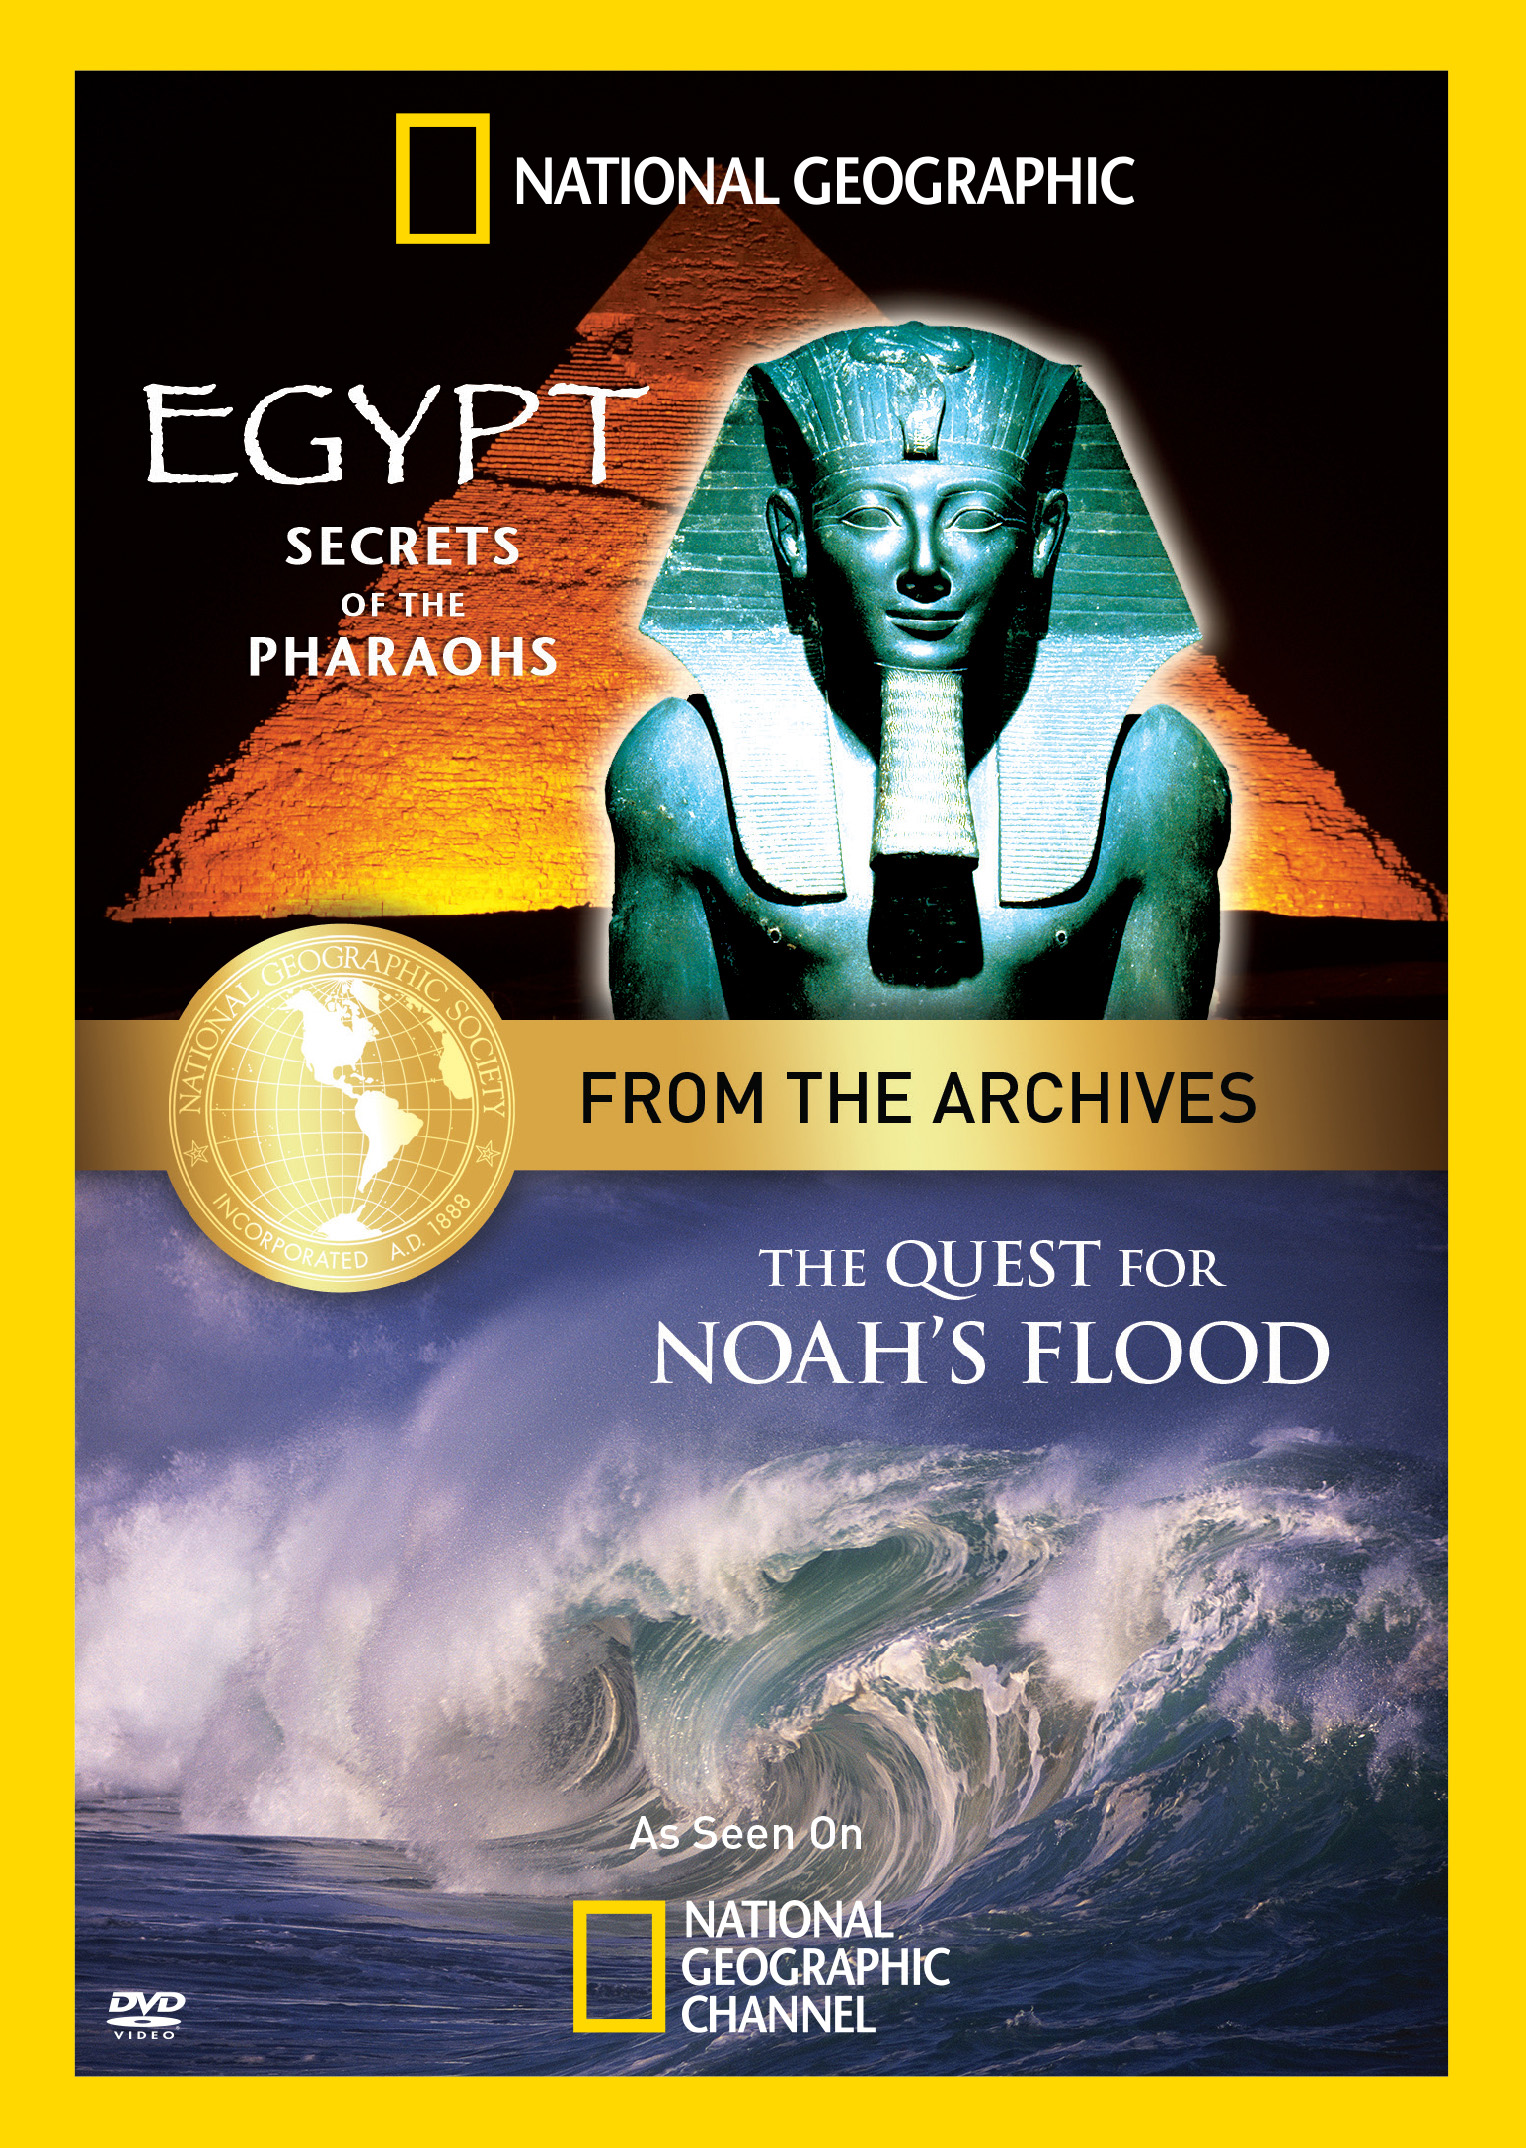 NATIONAL GEOGRAPHIC
EGYPT
SECRETS
OF THE
PHARAOHS
NATIONAL GEOGRAPHIC SOCIETY
INCORPORATED A.D. 1888
FROM THE ARCHIVES
THE QUEST FOR
NOAH'S FLOOD
As Seen On
NATIONAL
GEOGRAPHIC
CHANNEL
DVD
VIDEO